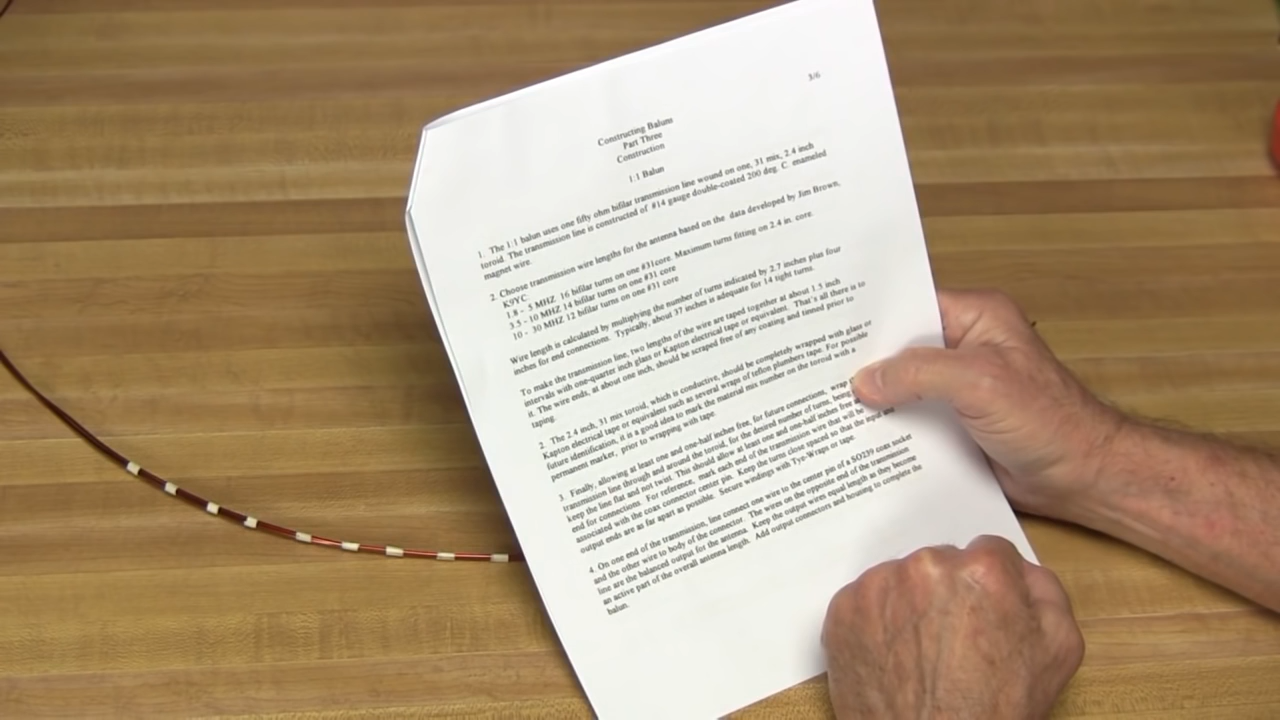 3/6
Constructing Baluns
Part Three
Construction
1:1 Balun
1. The 1:1 balun uses one fifty ohm bifilar transmission line wound on one, 31 mix, 2.4 inch
toroid. The transmission line is constructed of #14 gauge double-coated 200 deg. C. enameled
magnet wire.
2. Choose transmission wire lengths for the antenna based on the data developed by Jim Brown,
K9YC.
1.8 - 5 MHZ 16 bifilar turns on one #31core. Maximum turns fitting on 2.4 in. core.
3.5 - 10 MHZ 14 bifilar turns on one #31 core
10 - 30 MHZ 12 bifilar turns on one #31 core
Wire length is calculated by multiplying the number of turns indicated by 2.7 inches plus four
inches for end connections. Typically, about 37 inches is adequate for 14 tight turns.
To make the transmission line, two lengths of the wire are taped together at about 1.5 inch
intervals with one-quarter inch glass or Kapton electrical tape or equivalent. That's all there is to
it. The wire ends, at about one inch, should be scraped free of any coating and tinned prior to
taping.
2. The 2.4 inch, 31 mix toroid, which is conductive, should be completely wrapped with glass or
Kapton electrical tape or equivalent such as several wraps of teflon plumbers tape. For possible
future identification, it is a good idea to mark the material mix number on the toroid with a
permanent marker, prior to wrapping with tape.
3. Finally, allowing at least one and one-half inches free, for future connections, wrap
transmission line through and around the toroid, for the desired number of turns, being
keep the line flat and not twist. This should allow at least one and one-half inches free
end for connections. For reference, mark each end of the transmission wire that will be
associated with the coax connector center pin. Keep the turns close spaced so that the input and
output ends are as far apart as possible. Secure windings with Tye-Wraps or tape.
4. On one end of the transmission, line connect one wire to the center pin of a SO239 coax socket
and the other wire to body of the connector. The wires on the opposite end of the transmission
line are the balanced output for the antenna. Keep the output wires equal length as they become
an active part of the overall antenna length. Add output connectors and housing to complete the
balun.